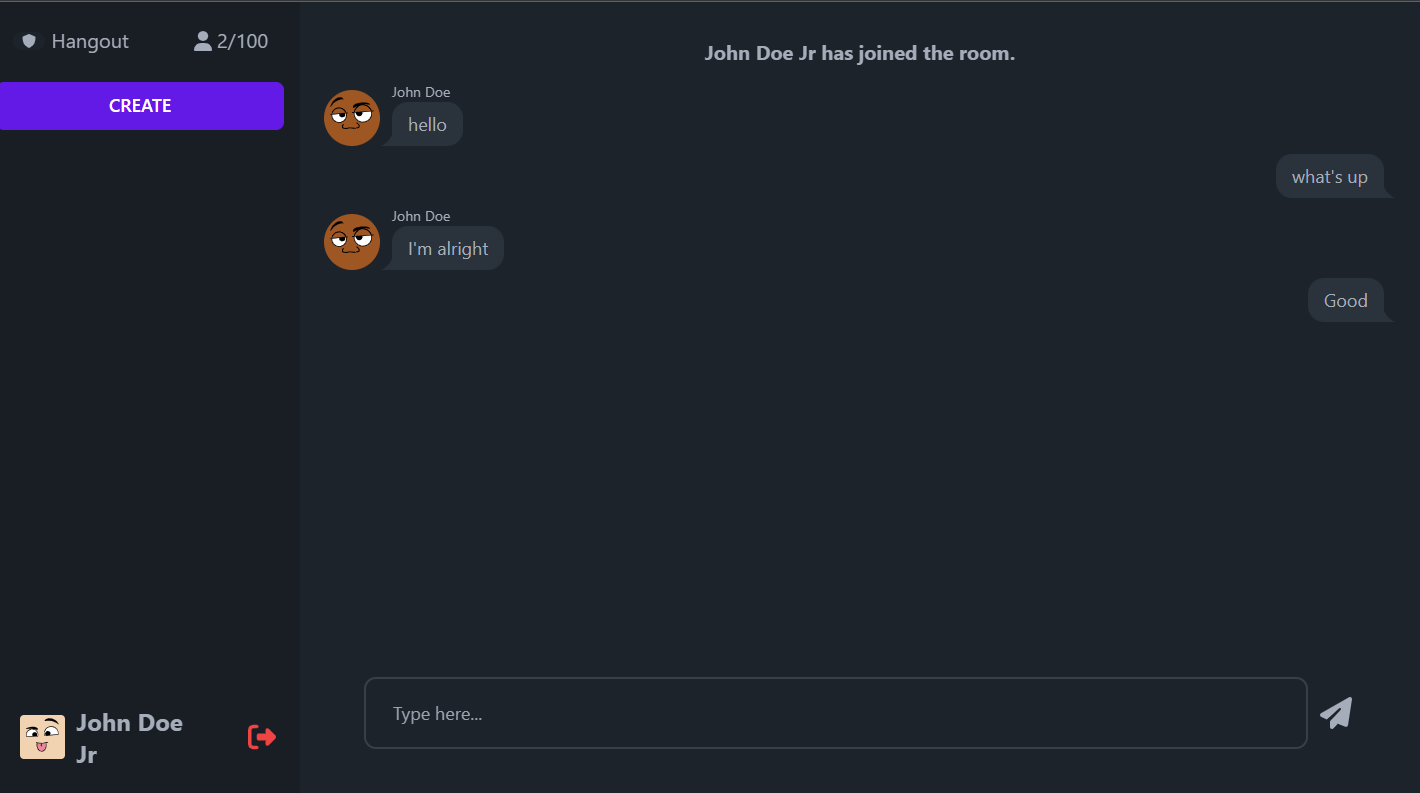 Hangout
2/100
CREATE
John Doe Jr has joined the room.
John Doe
hello
what's up
John Doe
I'm alright
Good
Type here...
John Doe
Jr